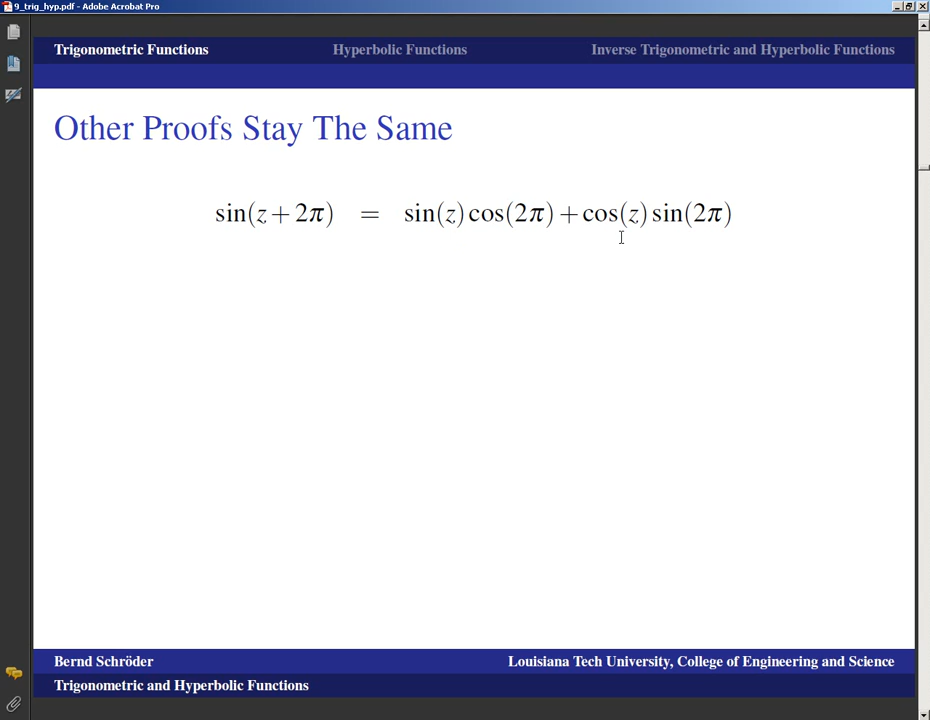 9_trig_hyp.pdf - Adobe Acrobat Pro
Trigonometric Functions Hyperbolic Functions Inverse Trigonometric and Hyperbolic Functions
Other Proofs Stay The Same
sin(z + 2π) = sin(z) cos(2π) + cos(z) sin(2π)
Bernd Schröder Louisiana Tech University, College of Engineering and Science
Trigonometric and Hyperbolic Functions